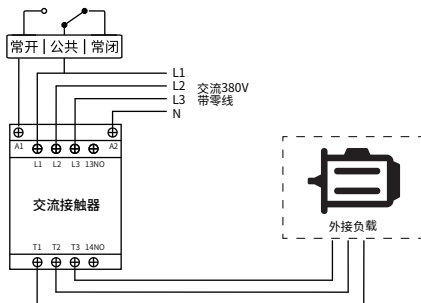 常开 | 公共 | 常闭
L1
L2 交流380V
L3 带零线
N
A1 A2
L1 L2 L3 13NO
交流接触器
外接负载
T1 T2 T3 14NO